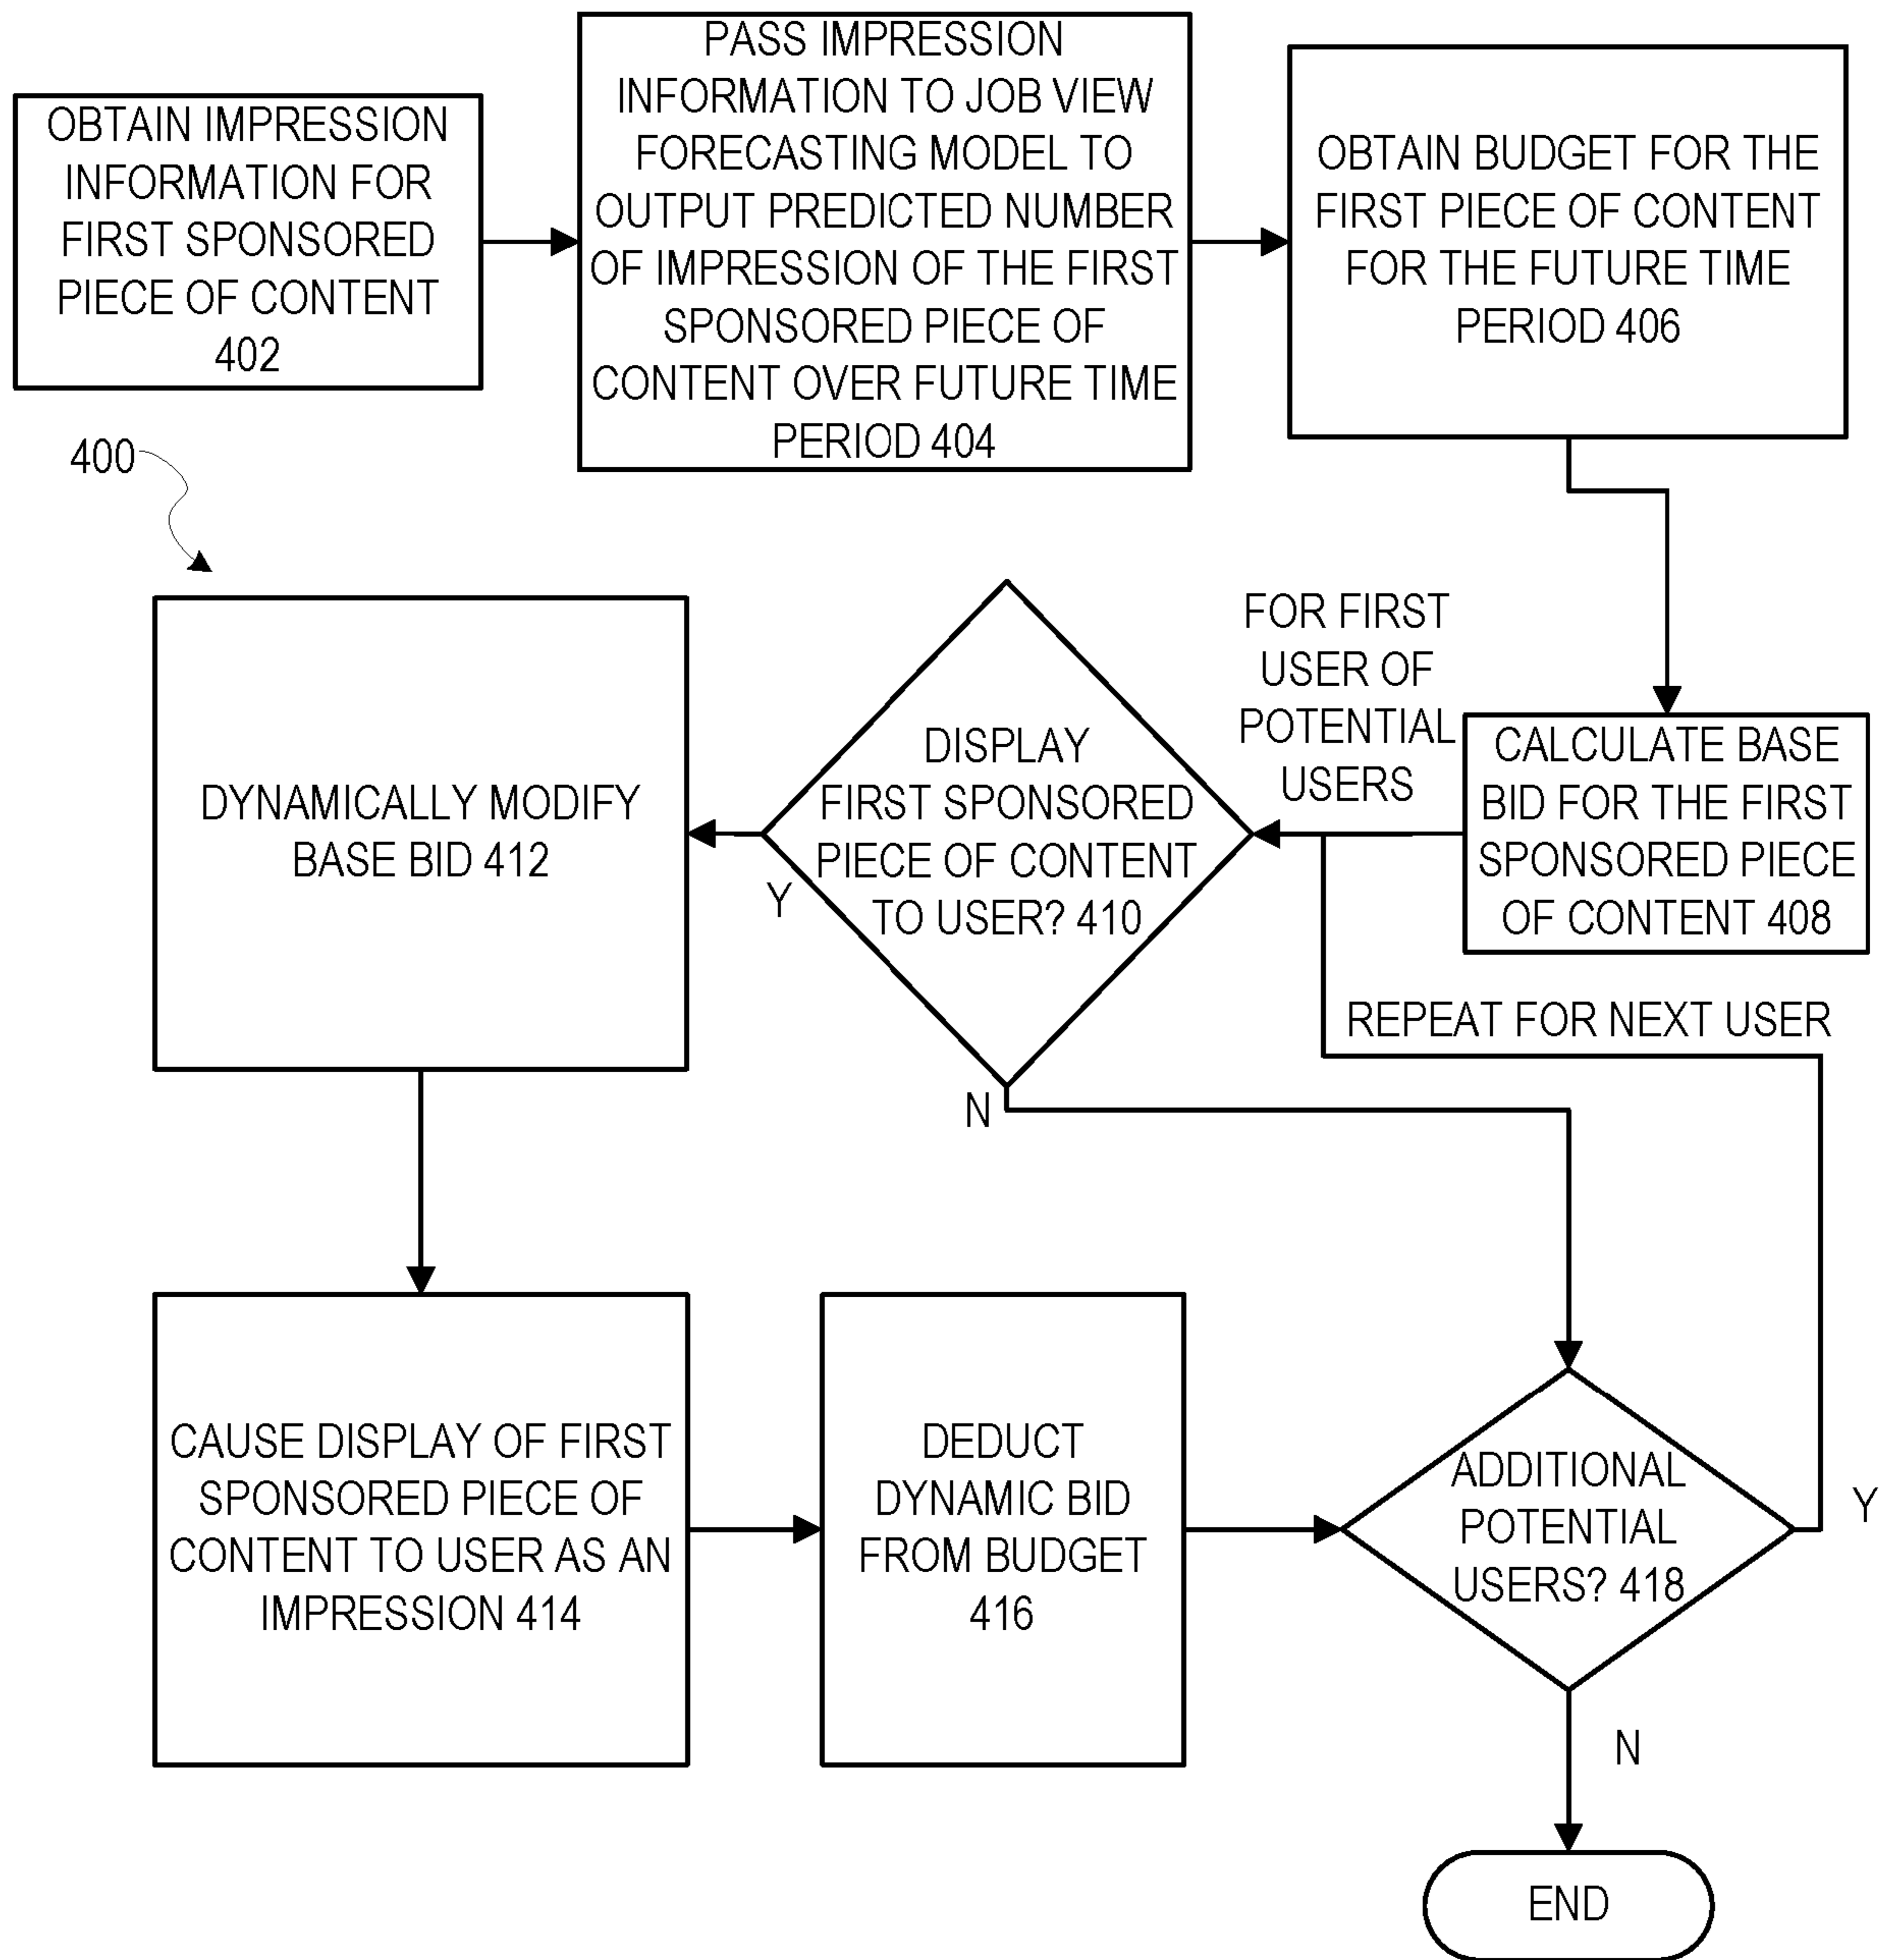 OBTAIN IMPRESSION
INFORMATION FOR
FIRST SPONSORED
PIECE OF CONTENT
402
PASS IMPRESSION
INFORMATION TO JOB VIEW
FORECASTING MODEL TO
OUTPUT PREDICTED NUMBER
OF IMPRESSION OF THE FIRST
SPONSORED PIECE OF
CONTENT OVER FUTURE TIME
PERIOD 404
OBTAIN BUDGET FOR THE
FIRST PIECE OF CONTENT
FOR THE FUTURE TIME
PERIOD 406
400
CALCULATE BASE
BID FOR THE FIRST
SPONSORED PIECE
OF CONTENT 408
FOR FIRST
USER OF
POTENTIAL
USERS
DISPLAY
FIRST SPONSORED
PIECE OF CONTENT
TO USER? 410
Y
N
DYNAMICALLY MODIFY
BASE BID 412
REPEAT FOR NEXT USER
CAUSE DISPLAY OF FIRST
SPONSORED PIECE OF
CONTENT TO USER AS AN
IMPRESSION 414
DEDUCT
DYNAMIC BID
FROM BUDGET
416
ADDITIONAL
POTENTIAL
USERS? 418
Y
N
END